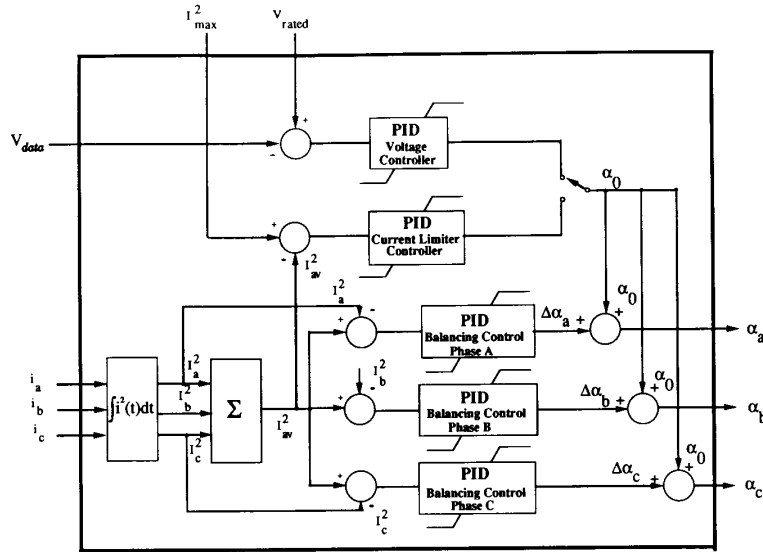 I²max
Vrated
Vdata
+
-
PID
Voltage
Controller
α0
+
-
I²av
PID
Current Limiter
Controller
I²a
-
+
PID
Balancing Control
Phase A
Δαa
+
α0
+
αa
ia
ib
ic
∫i²(t)dt
I²a
I²b
I²c
Σ
I²av
I²b
-
+
PID
Balancing Control
Phase B
Δαb
+
α0
+
αb
+
-
I²c
PID
Balancing Control
Phase C
Δαc
+
α0
+
αc